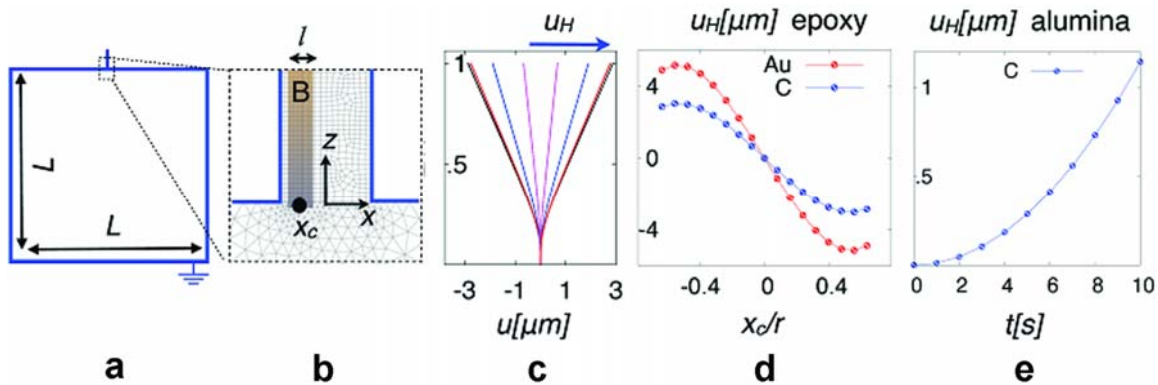 u_H
u_H[µm] epoxy
u_H[µm] alumina
l
B
L
L
z
x
x_c
1
.5
-3 -1 1 3
u[µm]
Au
C
4
0
-4
-0.4 0 0.4
x_c/r
C
1
.5
0 2 4 6 8 10
t[s]
a b c d e